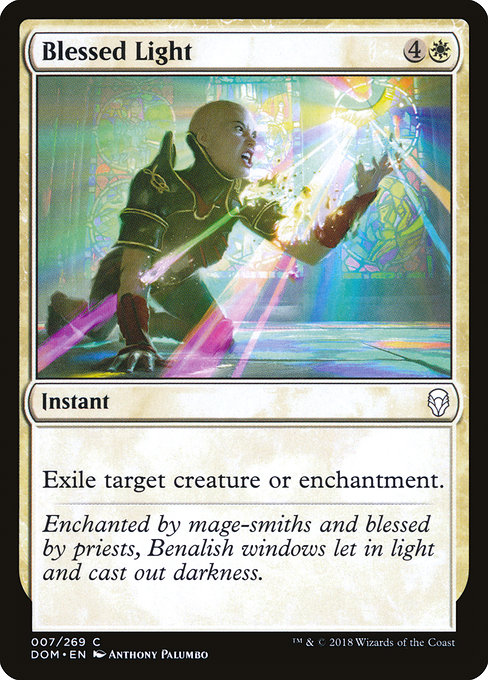 Blessed Light 4
Instant
Exile target creature or enchantment.
Enchanted by mage-smiths and blessed
by priests, Benalish windows let in light
and cast out darkness.
007/269 C
™ & © 2018 Wizards of the Coast
DOM • EN Anthony Palumbo